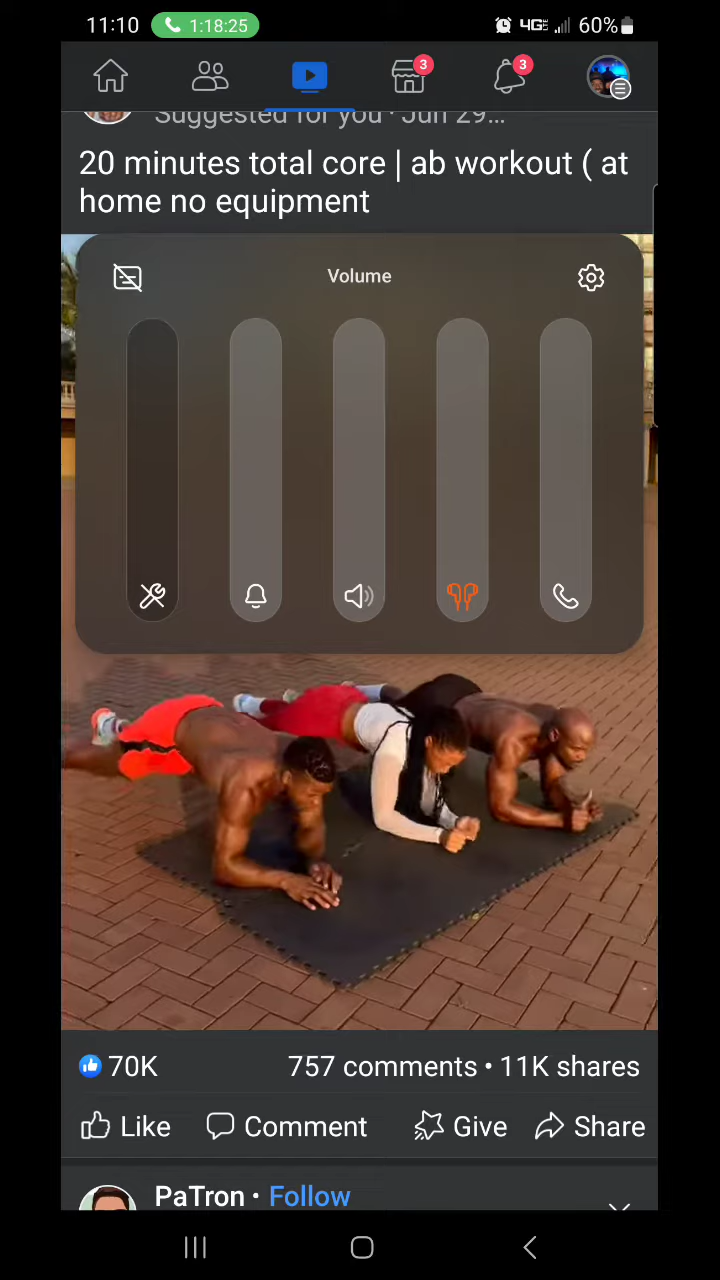 11:10 1:18:25 4GE 60%
3 3
Suggested for you · Jun 29...
20 minutes total core | ab workout ( at
home no equipment
Volume
70K 757 comments • 11K shares
Like Comment Give Share
PaTron • Follow